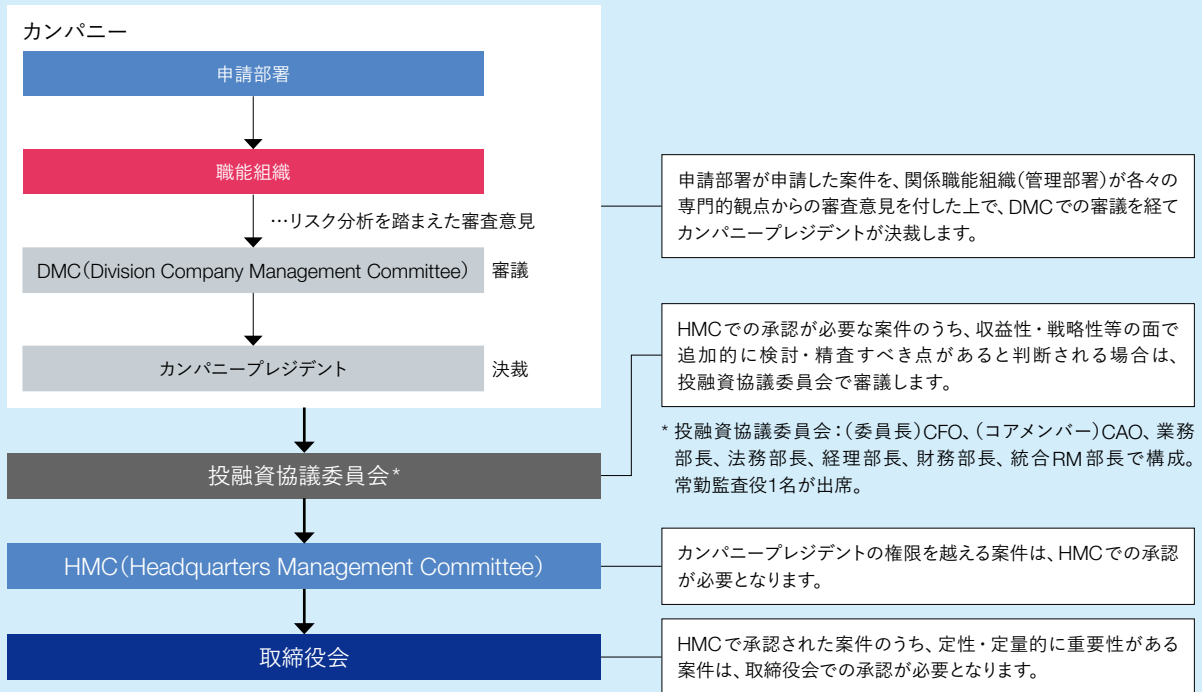 カンパニー
申請部署
職能組織
…リスク分析を踏まえた審査意見
DMC(Division Company Management Committee) 審議
カンパニープレジデント 決裁
申請部署が申請した案件を、関係職能組織(管理部署)が各々の
専門的観点からの審査意見を付した上で、DMCでの審議を経て
カンパニープレジデントが決裁します。
投融資協議委員会*
HMCでの承認が必要な案件のうち、収益性・戦略性等の面で
追加的に検討・精査すべき点があると判断される場合は、
投融資協議委員会で審議します。
* 投融資協議委員会:(委員長)CFO、(コアメンバー)CAO、業務
部長、法務部長、経理部長、財務部長、統合RM部長で構成。
常勤監査役1名が出席。
HMC(Headquarters Management Committee)
カンパニープレジデントの権限を越える案件は、HMCでの承認
が必要となります。
取締役会
HMCで承認された案件のうち、定性・定量的に重要性がある
案件は、取締役会での承認が必要となります。